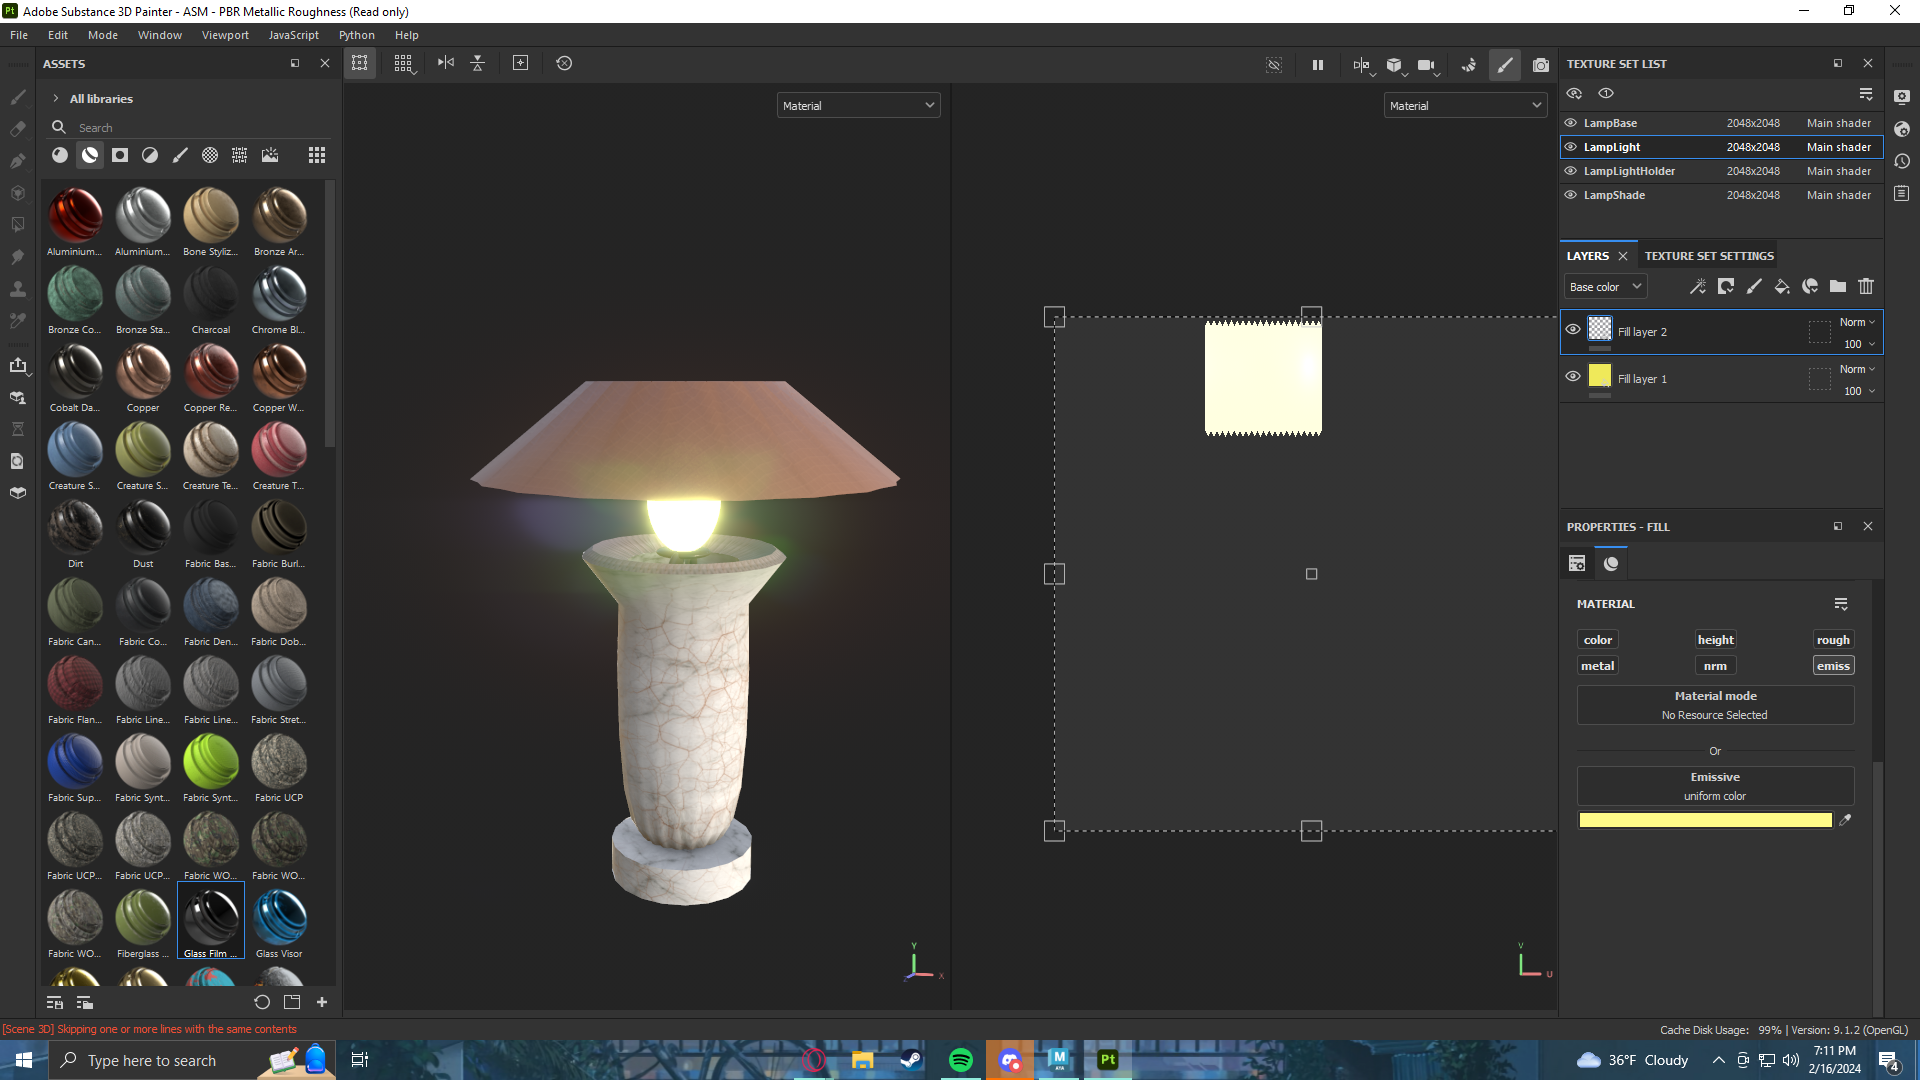 Adobe Substance 3D Painter - ASM - PBR Metallic Roughness (Read only)
File Edit Mode Window Viewport JavaScript Python Help
ASSETS
All libraries
Search
Aluminium... Aluminium... Bone Styliz... Bronze Ar...
Bronze Co... Bronze Sta... Charcoal Chrome Bl...
Cobalt Da... Copper Copper Re... Copper W...
Creature S... Creature S... Creature Te... Creature T...
Dirt Dust Fabric Bas... Fabric Burl...
Fabric Can... Fabric Co... Fabric Den... Fabric Dob...
Fabric Flan... Fabric Line... Fabric Line... Fabric Stret...
Fabric Sup... Fabric Synt... Fabric Synt... Fabric UCP
Fabric UCP... Fabric UCP... Fabric WO... Fabric WO...
Fabric WO... Fiberglass ... Glass Film ... Glass Visor
Material
Y
X
Z
Material
V
U
TEXTURE SET LIST
LampBase 2048x2048 Main shader
LampLight 2048x2048 Main shader
LampLightHolder 2048x2048 Main shader
LampShade 2048x2048 Main shader
LAYERS TEXTURE SET SETTINGS
Base color
Fill layer 2 Norm 100
Fill layer 1 Norm 100
PROPERTIES - FILL
MATERIAL
color height rough
metal nrm emiss
Material mode
No Resource Selected
Or
Emissive
uniform color
[Scene 3D] Skipping one or more lines with the same contents
Cache Disk Usage: 99% | Version: 9.1.2 (OpenGL)
Type here to search
M
Pt
36°F Cloudy
7:11 PM
2/16/2024
4